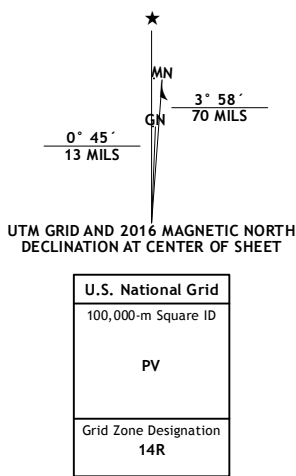 MN
GN
3° 58´
70 MILS
0° 45´
13 MILS
UTM GRID AND 2016 MAGNETIC NORTH
DECLINATION AT CENTER OF SHEET
U.S. National Grid
100,000-m Square ID
PV
Grid Zone Designation
14R